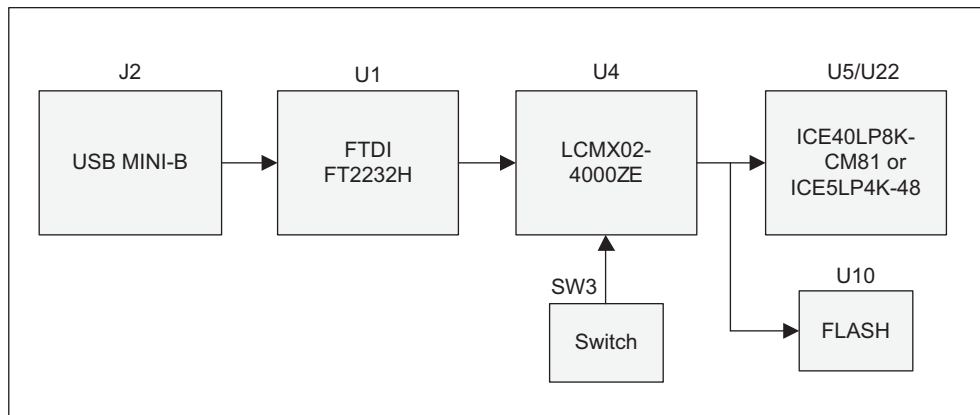 J2
U1
U4
U5/U22
USB MINI-B
FTDI
FT2232H
LCMX02-
4000ZE
ICE40LP8K-
CM81 or
ICE5LP4K-48
SW3
Switch
U10
FLASH